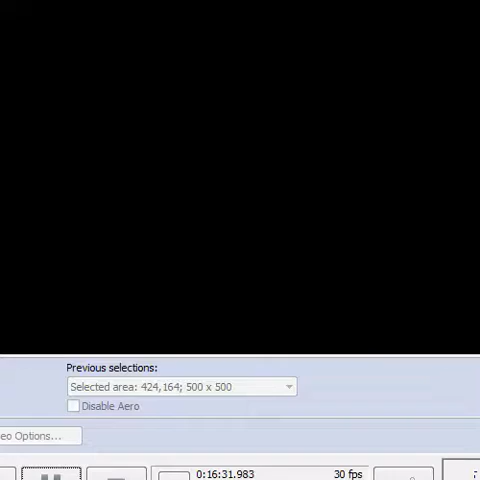 Previous selections:
Selected area: 424,164; 500 x 500
Disable Aero
eo Options...
0:16:31.983 30 fps